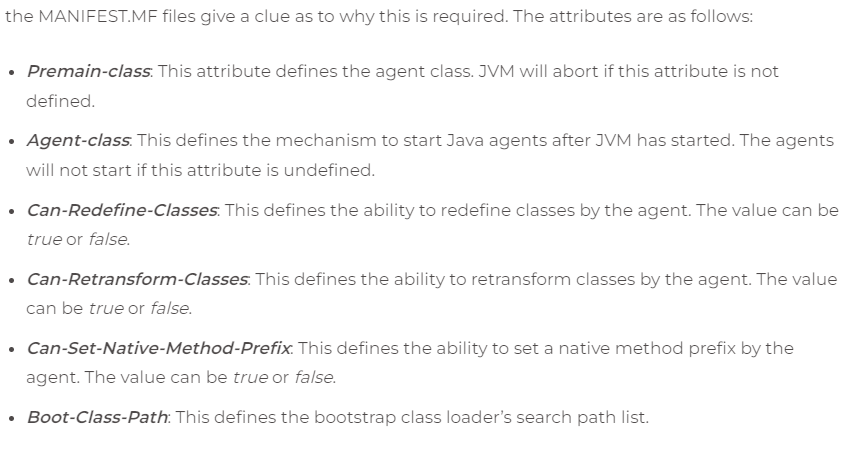 the MANIFEST.MF files give a clue as to why this is required. The attributes are as follows:
• Premain-class: This attribute defines the agent class. JVM will abort if this attribute is not
defined.
• Agent-class: This defines the mechanism to start Java agents after JVM has started. The agents
will not start if this attribute is undefined.
• Can-Redefine-Classes: This defines the ability to redefine classes by the agent. The value can be
true or false.
• Can-Retransform-Classes: This defines the ability to retransform classes by the agent. The value
can be true or false.
• Can-Set-Native-Method-Prefix: This defines the ability to set a native method prefix by the
agent. The value can be true or false.
• Boot-Class-Path: This defines the bootstrap class loader’s search path list.